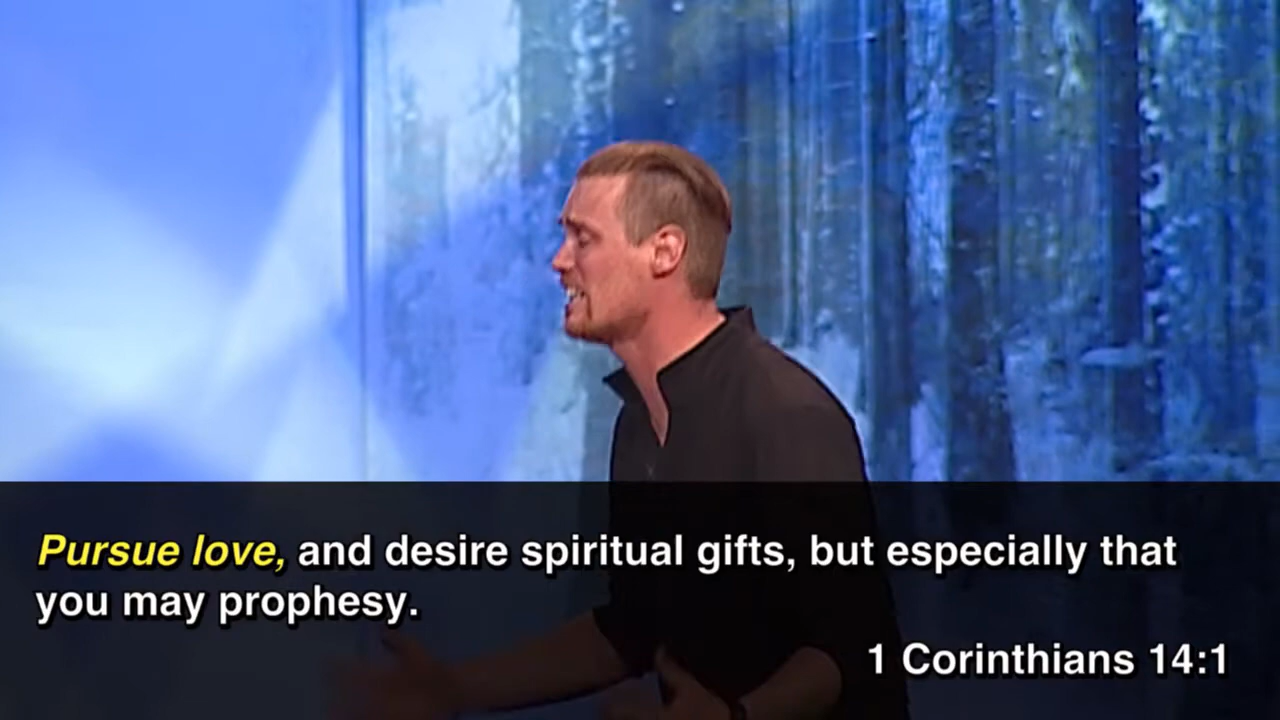 Pursue love, and desire spiritual gifts, but especially that
you may prophesy.
1 Corinthians 14:1